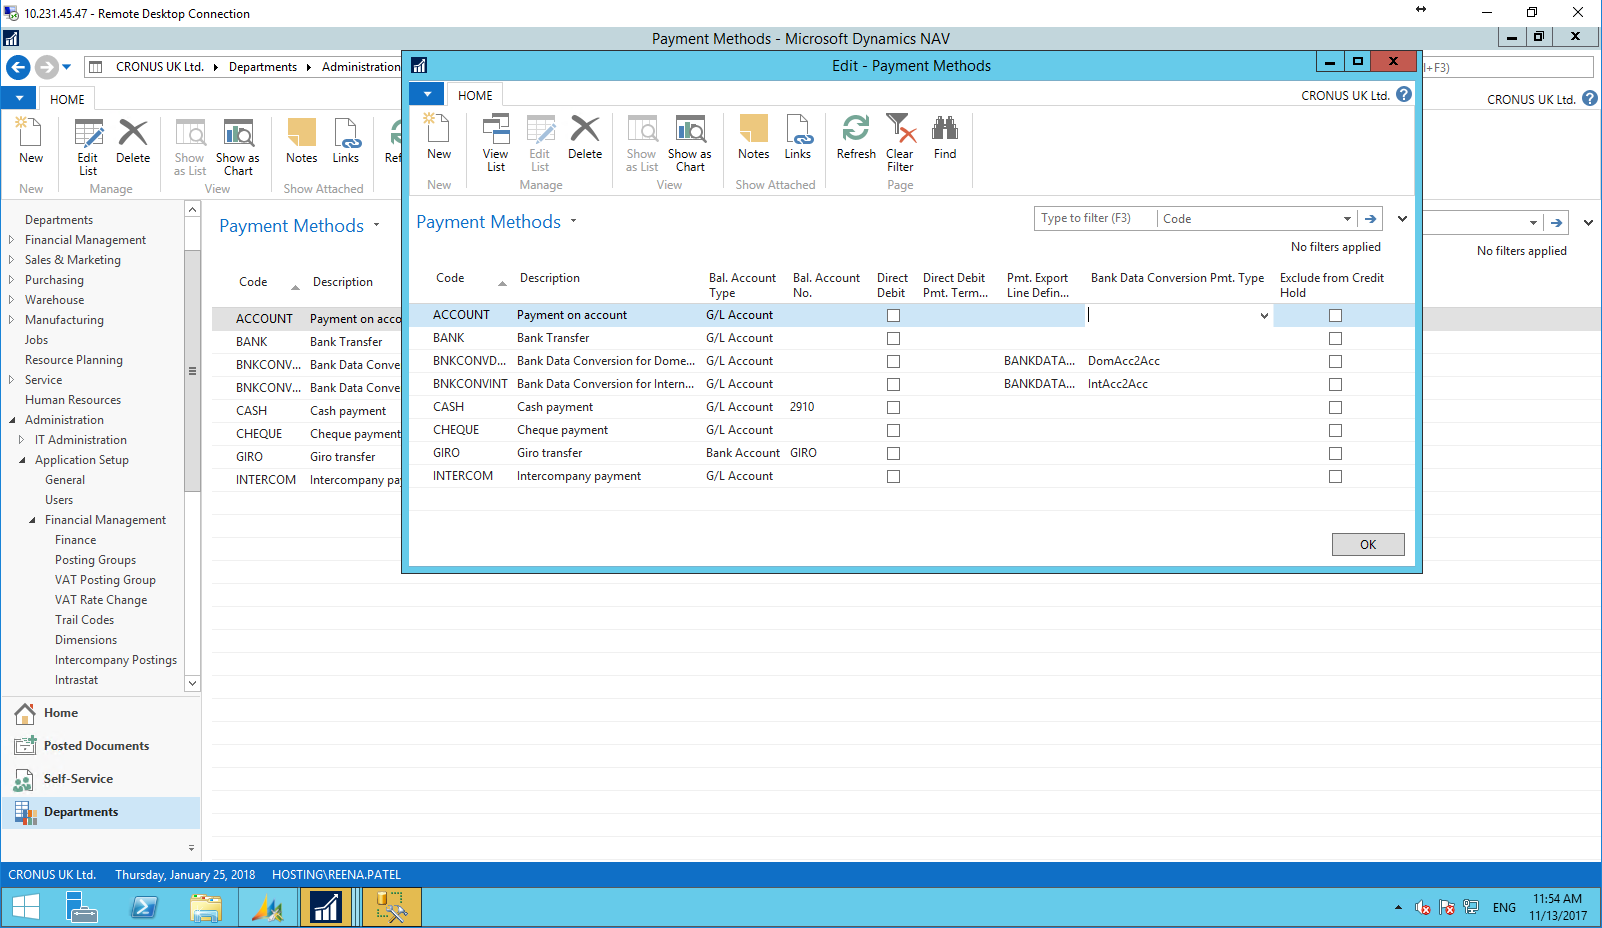 10.231.45.47 - Remote Desktop Connection
Payment Methods - Microsoft Dynamics NAV
CRONUS UK Ltd. Departments Administration
l+F3)
HOME
CRONUS UK Ltd.
New
Edit List
Delete
Show as List
Show as Chart
Notes
Links
Ref
New
Manage
View
Show Attached
Departments
Financial Management
Sales & Marketing
Purchasing
Warehouse
Manufacturing
Jobs
Resource Planning
Service
Human Resources
Administration
IT Administration
Application Setup
General
Users
Financial Management
Finance
Posting Groups
VAT Posting Group
VAT Rate Change
Trail Codes
Dimensions
Intercompany Postings
Intrastat
Home
Posted Documents
Self-Service
Departments
Payment Methods
No filters applied
Code Description
ACCOUNT Payment on acco
BANK Bank Transfer
BNKCONV... Bank Data Conve
BNKCONV... Bank Data Conve
CASH Cash payment
CHEQUE Cheque payment
GIRO Giro transfer
INTERCOM Intercompany pay
Edit - Payment Methods
HOME
CRONUS UK Ltd.
New
View List
Edit List
Delete
Show as List
Show as Chart
Notes
Links
Refresh
Clear Filter
Find
New
Manage
View
Show Attached
Page
Payment Methods
Type to filter (F3) Code
No filters applied
Code Description Bal. Account Type Bal. Account No. Direct Debit Direct Debit Pmt. Term... Pmt. Export Line Defin... Bank Data Conversion Pmt. Type Exclude from Credit Hold
ACCOUNT Payment on account G/L Account
BANK Bank Transfer G/L Account
BNKCONVD... Bank Data Conversion for Dome... G/L Account BANKDATA... DomAcc2Acc
BNKCONVINT Bank Data Conversion for Intern... G/L Account BANKDATA... IntAcc2Acc
CASH Cash payment G/L Account 2910
CHEQUE Cheque payment G/L Account
GIRO Giro transfer Bank Account GIRO
INTERCOM Intercompany payment G/L Account
OK
CRONUS UK Ltd. Thursday, January 25, 2018 HOSTING\REENA.PATEL
ENG
11:54 AM
11/13/2017